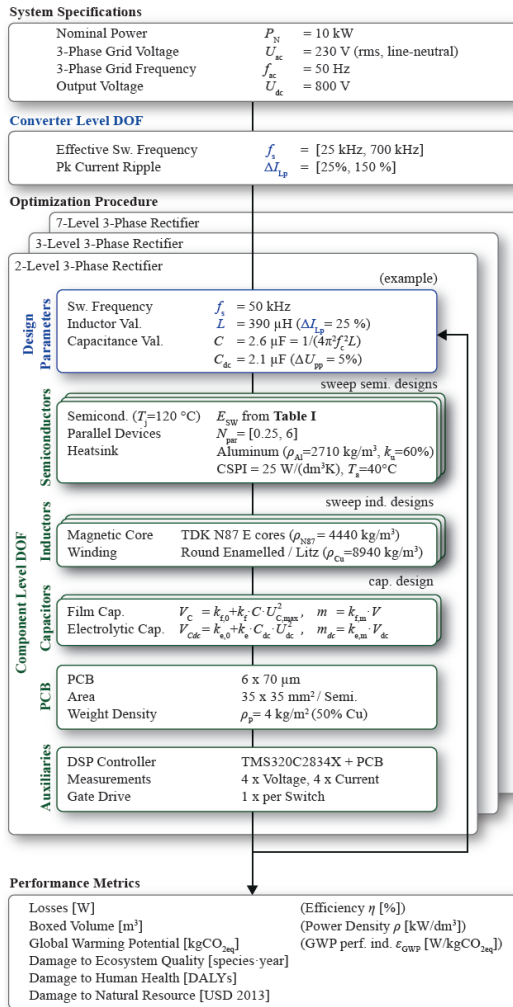 System Specifications
Nominal Power P_N = 10 kW
3-Phase Grid Voltage U_ac = 230 V (rms, line-neutral)
3-Phase Grid Frequency f_ac = 50 Hz
Output Voltage U_dc = 800 V
Converter Level DOF
Effective Sw. Frequency f_s = [25 kHz, 700 kHz]
Pk Current Ripple ΔI_Lp = [25%, 150 %]
Optimization Procedure
7-Level 3-Phase Rectifier
3-Level 3-Phase Rectifier
2-Level 3-Phase Rectifier
(example)
Design Parameters
Sw. Frequency f_s = 50 kHz
Inductor Val. L = 390 µH (ΔI_Lp = 25 %)
Capacitance Val. C = 2.6 µF = 1/(4π²f_c²L)
C_dc = 2.1 µF (ΔU_pp = 5%)
Component Level DOF
sweep semi. designs
Semiconductors
Semicond. (T_j=120 °C) E_SW from Table I
Parallel Devices N_par = [0.25, 6]
Heatsink Aluminum (ρ_Al=2710 kg/m³, k_u=60%)
CSPI = 25 W/(dm³K), T_a=40°C
sweep ind. designs
Inductors
Magnetic Core TDK N87 E cores (ρ_N87 = 4440 kg/m³)
Winding Round Enamelled / Litz (ρ_Cu=8940 kg/m³)
cap. design
Capacitors
Film Cap. V_C = k_f,0+k_f·C·U²_C,max , m = k_f,m·V
Electrolytic Cap. V_Cdc = k_e,0+k_e·C_dc·U²_dc , m_dc = k_e,m·V_dc
PCB
PCB 6 x 70 µm
Area 35 x 35 mm² / Semi.
Weight Density ρ_p = 4 kg/m² (50% Cu)
Auxiliaries
DSP Controller TMS320C2834X + PCB
Measurements 4 x Voltage, 4 x Current
Gate Drive 1 x per Switch
Performance Metrics
Losses [W] (Efficiency η [%])
Boxed Volume [m³] (Power Density ρ [kW/dm³])
Global Warming Potential [kgCO_2eq] (GWP perf. ind. ε_GWP [W/kgCO_2eq])
Damage to Ecosystem Quality [species·year]
Damage to Human Health [DALYs]
Damage to Natural Resource [USD 2013]